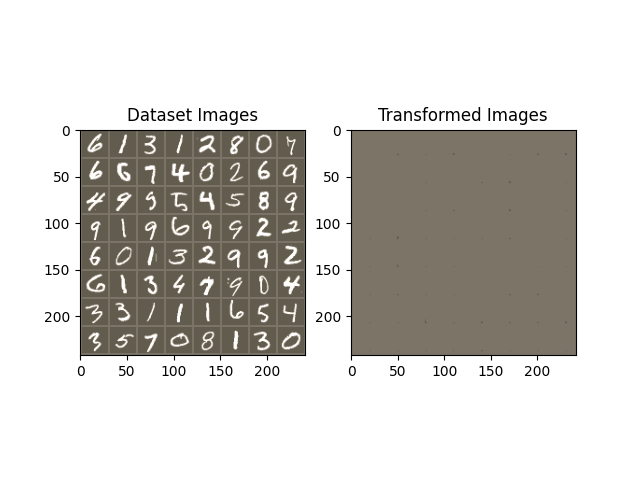 Dataset Images
Transformed Images
0
50
100
150
200
6 1 3 1 2 8 0 7
6 6 7 4 0 2 6 9
4 9 9 5 4 5 8 9
9 1 9 6 9 9 2 2
6 0 1 3 2 9 9 2
6 1 3 4 7 9 0 4
3 3 1 1 1 6 5 4
3 5 7 0 8 1 3 0
0 50 100 150 200
0
50
100
150
200
0 50 100 150 200